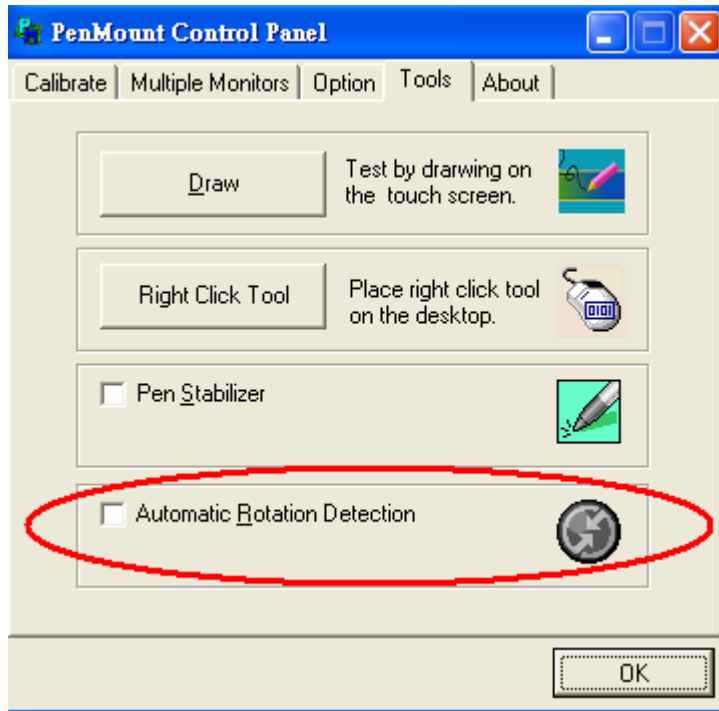 PenMount Control Panel
Calibrate Multiple Monitors Option Tools About
Draw
Test by drarwing on
the touch screen.
Right Click Tool
Place right click tool
on the desktop.
Pen Stabilizer
Automatic Rotation Detection
OK